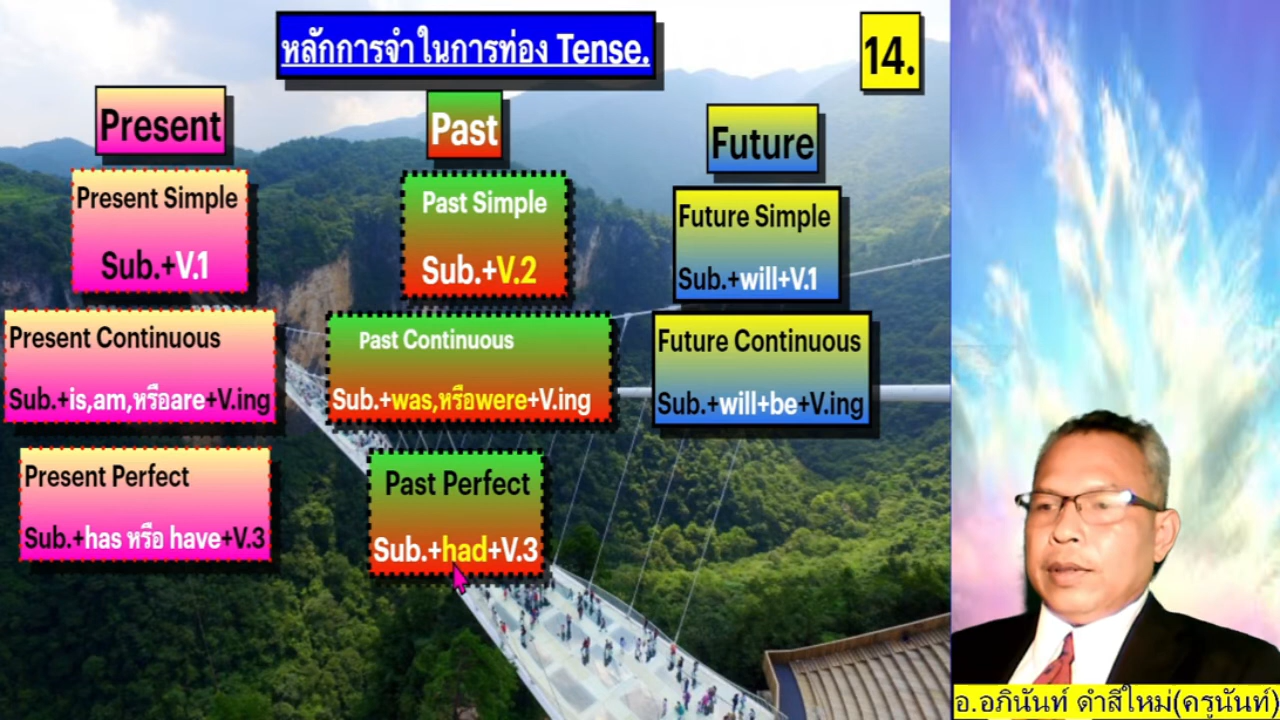 หลักการจำในการท่อง Tense.
14.
Present
Past
Future
Present Simple
Sub.+V.1
Past Simple
Sub.+V.2
Future Simple
Sub.+will+V.1
Present Continuous
Sub.+is,am,หรือare+V.ing
Past Continuous
Sub.+was,หรือwere+V.ing
Future Continuous
Sub.+will+be+V.ing
Present Perfect
Sub.+has หรือ have+V.3
Past Perfect
Sub.+had+V.3
อ.อภินันท์ ดำสีใหม่(ครูนันท์)